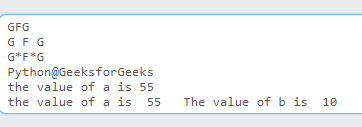 GFG
G F G
G*F*G
Python@GeeksforGeeks
the value of a is 55
the value of a is  55   The value of b is  10